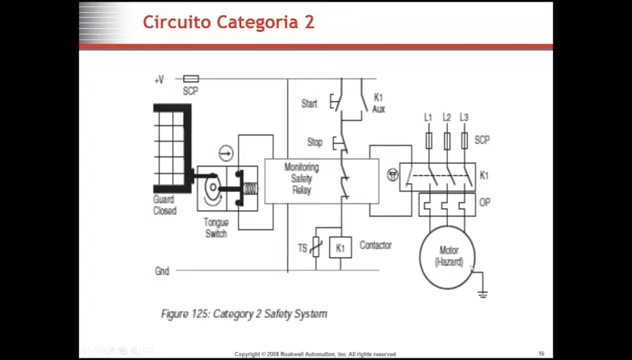 Circuito Categoria 2
+V
SCP
Start
K1
Aux
Stop
L1 L2 L3
SCP
Monitoring
Safety
Relay
K1
OP
Guard
Closed
Tongue
Switch
TS
K1
Contactor
Motor
(Hazard)
Gnd
Figure 125: Category 2 Safety System
Copyright © 2008 Rockwell Automation, Inc. All rights reserved.